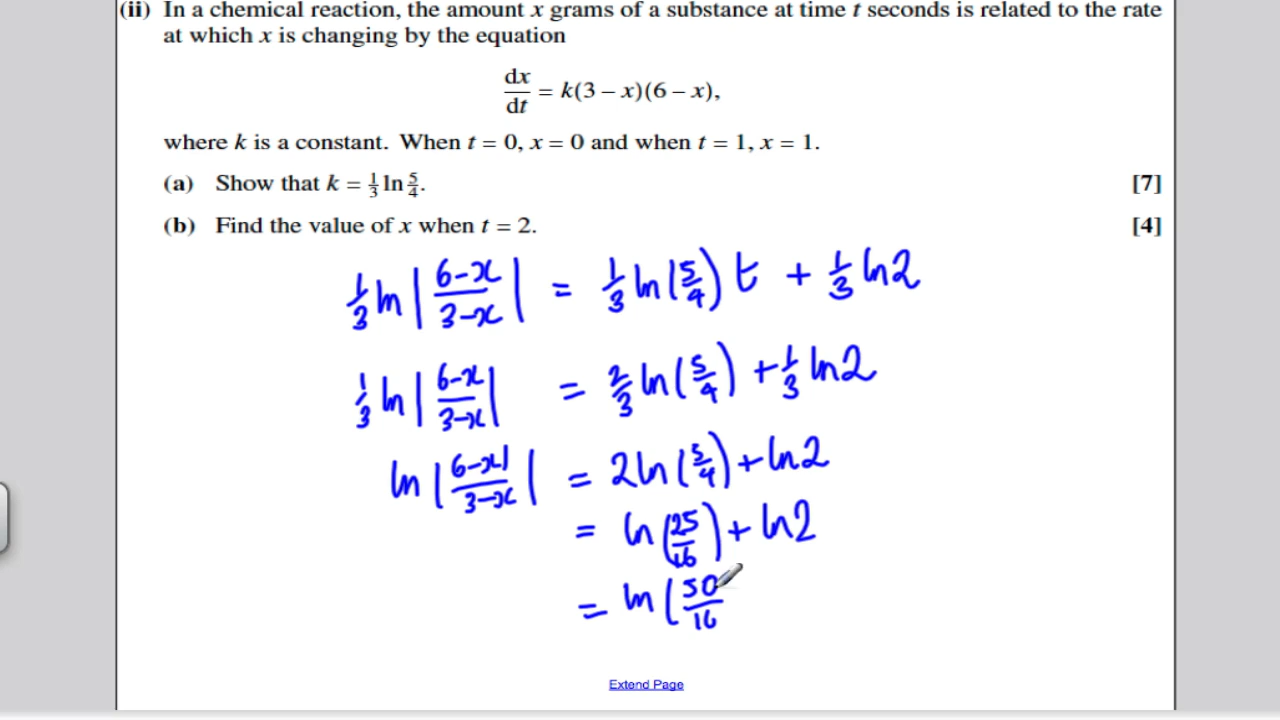 (ii) In a chemical reaction, the amount x grams of a substance at time t seconds is related to the rate
at which x is changing by the equation
dx/dt = k(3 – x)(6 – x),
where k is a constant. When t = 0, x = 0 and when t = 1, x = 1.
(a) Show that k = 1/3 ln 5/4. [7]
(b) Find the value of x when t = 2. [4]
1/3 ln |(6-x)/(3-x)| = 1/3 ln(5/4) t + 1/3 ln2
1/3 ln |(6-x)/(3-x)| = 2/3 ln(5/4) + 1/3 ln2
ln |(6-x)/(3-x)| = 2ln(5/4) + ln2
= ln(25/16) + ln2
= ln(50/16
Extend Page